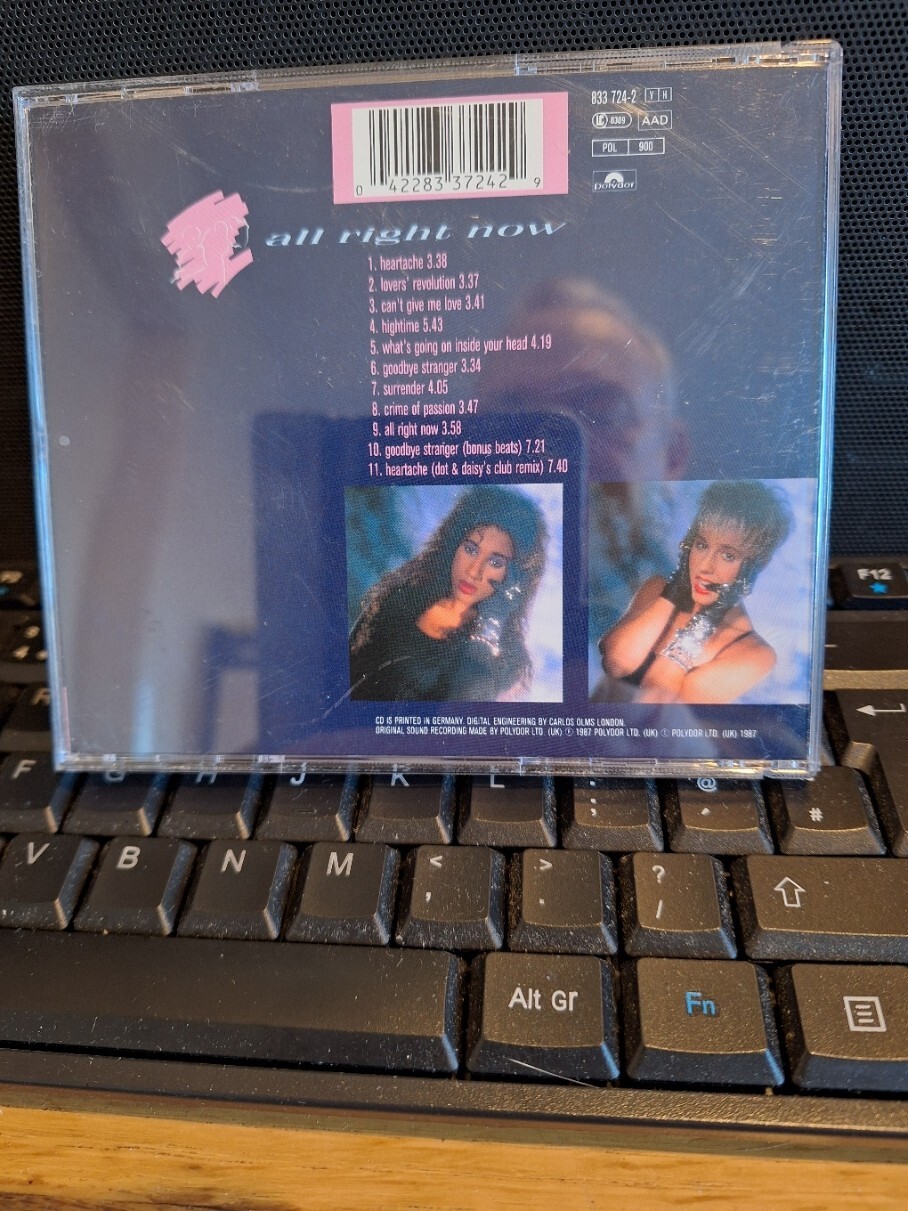 833 724-2 Y H
LC 8309 AAD
POL 900
Polydor
0 42283 37242 9
all right now
1. heartache 3.38
2. lovers' revolution 3.37
3. can't give me love 3.41
4. hightime 5.43
5. what's going on inside your head 4.19
6. goodbye stranger 3.34
7. surrender 4.05
8. crime of passion 3.47
9. all right now 3.58
10. goodbye stranger (bonus beats) 7.21
11. heartache (dot & daisy's club remix) 7.40
CD IS PRINTED IN GERMANY. DIGITAL ENGINEERING BY CARLOS OLMS LONDON.
ORIGINAL SOUND RECORDING MADE BY POLYDOR LTD (UK) ℗ 1987 POLYDOR LTD. (UK) © POLYDOR LTD. (UK) 1987
F12
F G H J K L : ; @ ' #
V B N M < , > . ? /
Alt Gr Fn